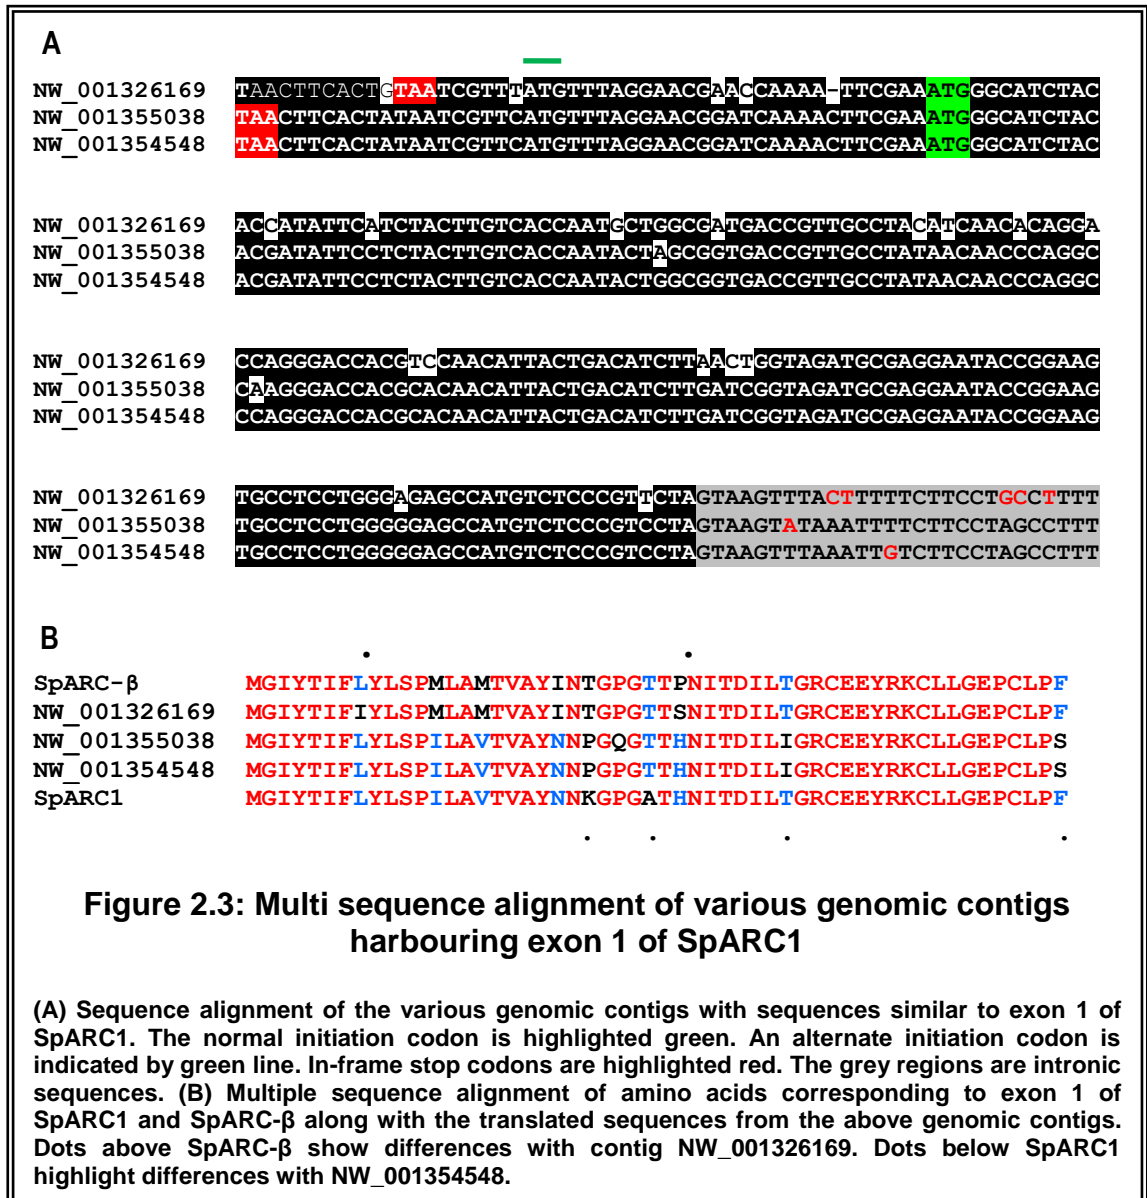 A
NW_001326169 TAACTTCACTGTAATCGTTTATGTTTAGGAACGAACCAAAA-TTCGAAATGGGCATCTAC
NW_001355038 TAACTTCACTATAATCGTTCATGTTTAGGAACGGATCAAAACTTCGAAATGGGCATCTAC
NW_001354548 TAACTTCACTATAATCGTTCATGTTTAGGAACGGATCAAAACTTCGAAATGGGCATCTAC
NW_001326169 ACCATATTCATCTACTTGTCACCAATGCTGGCGATGACCGTTGCCTACATCAACACAGGA
NW_001355038 ACGATATTCCTCTACTTGTCACCAATACTAGCGGTGACCGTTGCCTATAACAACCCAGGC
NW_001354548 ACGATATTCCTCTACTTGTCACCAATACTGGCGGTGACCGTTGCCTATAACAACCCAGGC
NW_001326169 CCAGGGACCACGTCCAACATTACTGACATCTTAACTGGTAGATGCGAGGAATACCGGAAG
NW_001355038 CAAGGGACCACGCACAACATTACTGACATCTTGATCGGTAGATGCGAGGAATACCGGAAG
NW_001354548 CCAGGGACCACGCACAACATTACTGACATCTTGATCGGTAGATGCGAGGAATACCGGAAG
NW_001326169 TGCCTCCTGGGAGAGCCATGTCTCCCGTTCTAGTAAGTTTACTTTTTCTTCCTGCCTTTT
NW_001355038 TGCCTCCTGGGGGAGCCATGTCTCCCGTCCTAGTAAGTATAAATTTTCTTCCTAGCCTTT
NW_001354548 TGCCTCCTGGGGGAGCCATGTCTCCCGTCCTAGTAAGTTTAAATTGTCTTCCTAGCCTTT
B
. .
SpARC-β MGIYTIFLYLSPMLAMTVAYINTGPGTTPNITDILTGRCEEYRKCLLGEPCLPF
NW_001326169 MGIYTIFIYLSPMLAMTVAYINTGPGTTSNITDILTGRCEEYRKCLLGEPCLPF
NW_001355038 MGIYTIFLYLSPILAVTVAYNNPGQGTTHNITDILIGRCEEYRKCLLGEPCLPS
NW_001354548 MGIYTIFLYLSPILAVTVAYNNPGPGTTHNITDILIGRCEEYRKCLLGEPCLPS
SpARC1 MGIYTIFLYLSPILAVTVAYNNKGPGATHNITDILTGRCEEYRKCLLGEPCLPF
. . . .
Figure 2.3: Multi sequence alignment of various genomic contigs
harbouring exon 1 of SpARC1
(A) Sequence alignment of the various genomic contigs with sequences similar to exon 1 of
SpARC1. The normal initiation codon is highlighted green. An alternate initiation codon is
indicated by green line. In-frame stop codons are highlighted red. The grey regions are intronic
sequences. (B) Multiple sequence alignment of amino acids corresponding to exon 1 of
SpARC1 and SpARC-β along with the translated sequences from the above genomic contigs.
Dots above SpARC-β show differences with contig NW_001326169. Dots below SpARC1
highlight differences with NW_001354548.